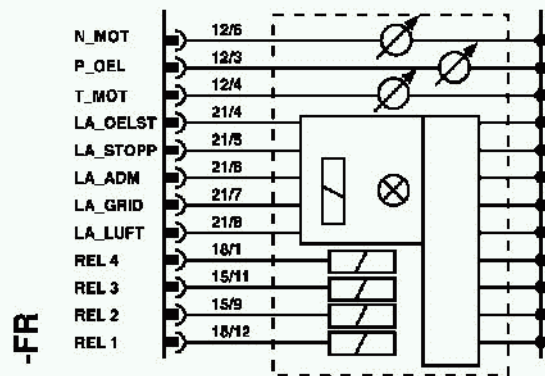 N_MOT 12/6
P_OEL 12/3
T_MOT 12/4
LA_OELST 21/4
LA_STOPP 21/5
LA_ADM 21/6
LA_GRID 21/7
LA_LUFT 21/8
REL 4 18/1
REL 3 15/11
REL 2 15/9
REL 1 18/12
-FR